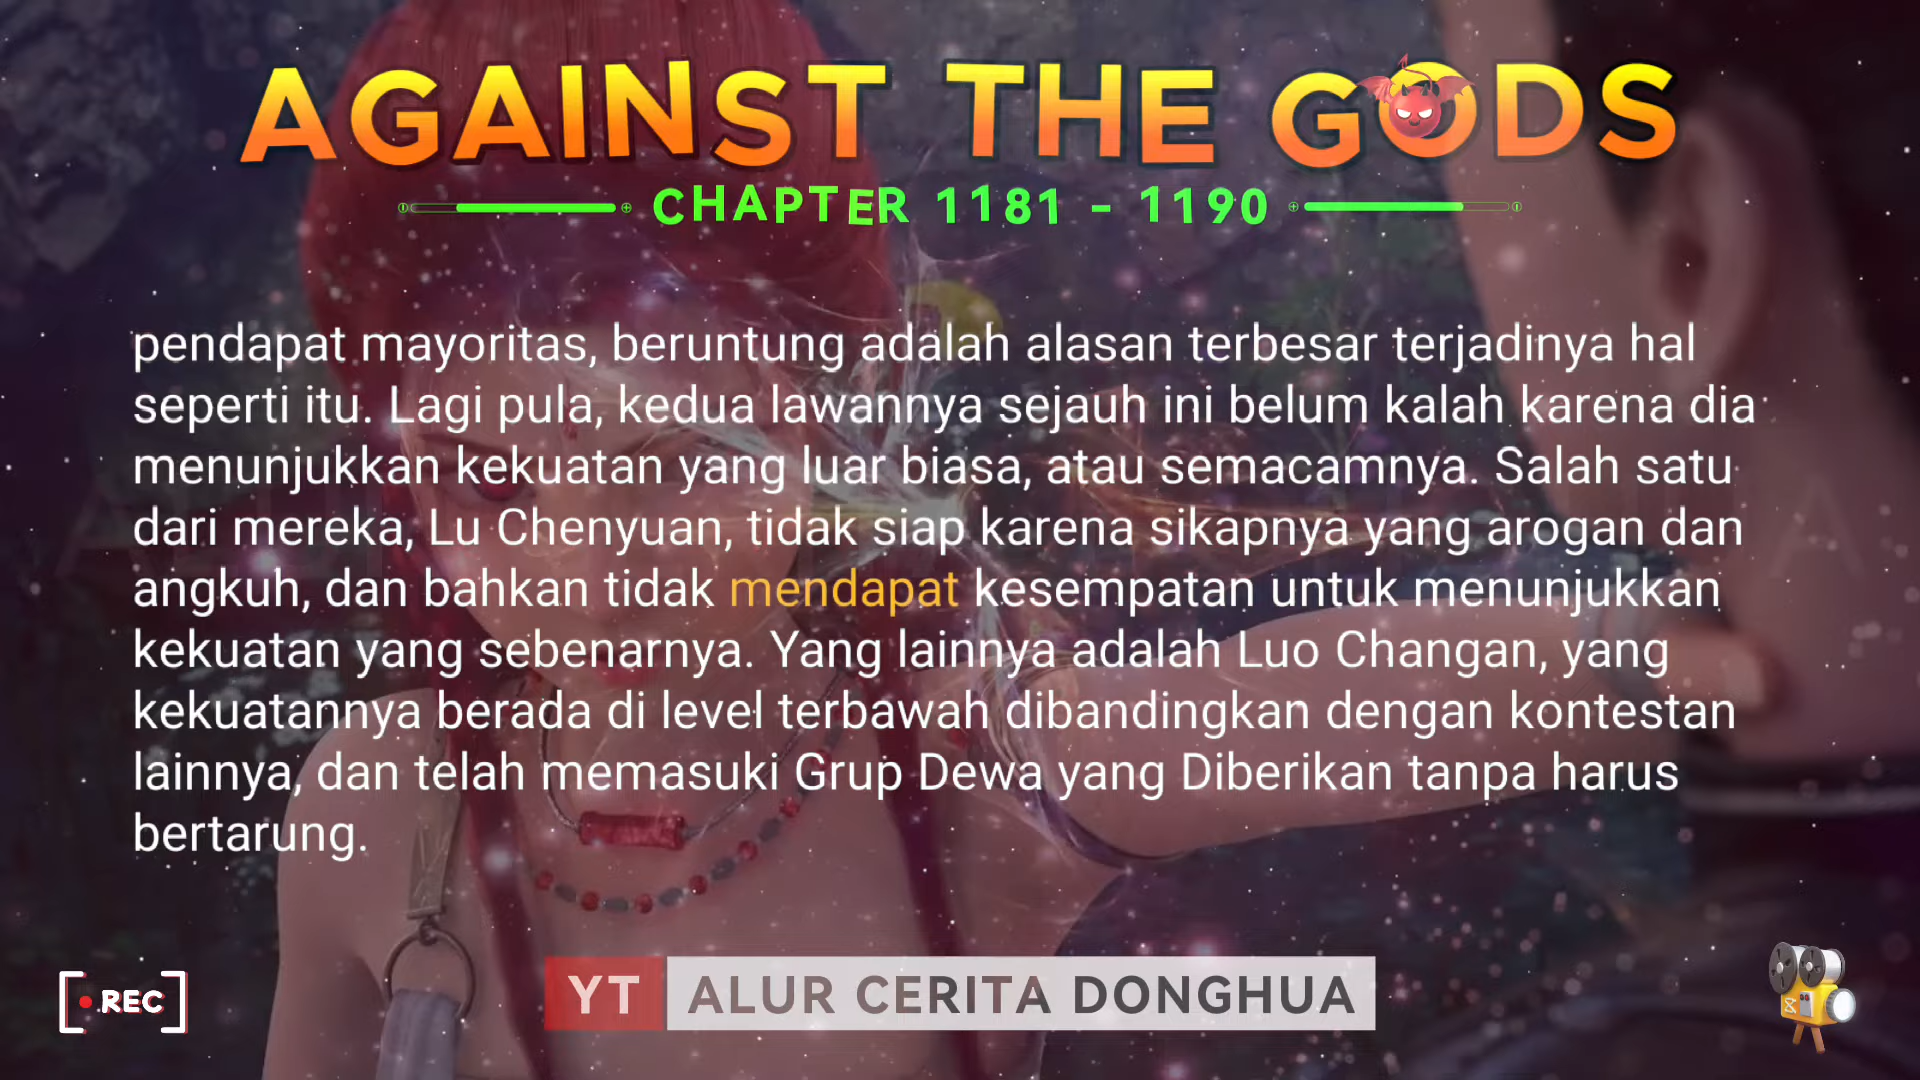 AGAINST THE GODS
CHAPTER 1181 - 1190
pendapat mayoritas, beruntung adalah alasan terbesar terjadinya hal
seperti itu. Lagi pula, kedua lawannya sejauh ini belum kalah karena dia
menunjukkan kekuatan yang luar biasa, atau semacamnya. Salah satu
dari mereka, Lu Chenyuan, tidak siap karena sikapnya yang arogan dan
angkuh, dan bahkan tidak mendapat kesempatan untuk menunjukkan
kekuatan yang sebenarnya. Yang lainnya adalah Luo Changan, yang
kekuatannya berada di level terbawah dibandingkan dengan kontestan
lainnya, dan telah memasuki Grup Dewa yang Diberikan tanpa harus
bertarung.
REC
YT ALUR CERITA DONGHUA